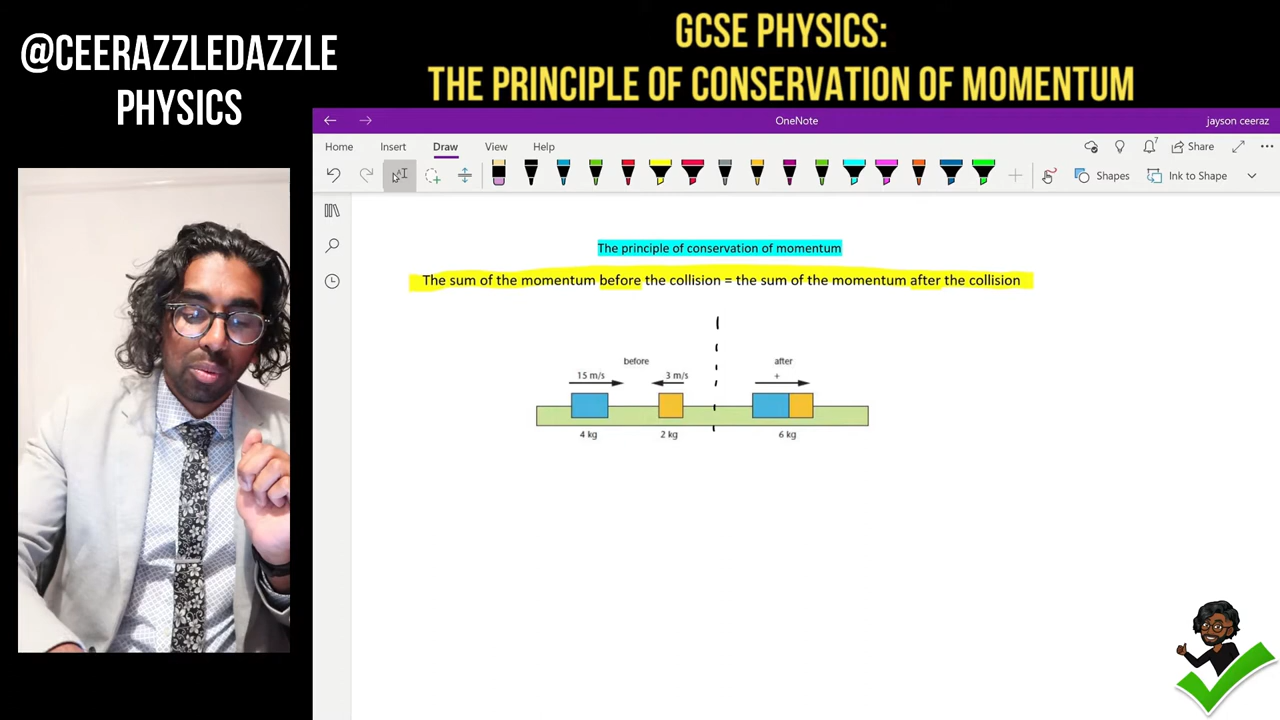 @CEERAZZLEDAZZLE
PHYSICS
GCSE PHYSICS:
THE PRINCIPLE OF CONSERVATION OF MOMENTUM
OneNote
jayson ceeraz
Home Insert Draw View Help
7
Share
Shapes
Ink to Shape
The principle of conservation of momentum
The sum of the momentum before the collision = the sum of the momentum after the collision
before after
15 m/s 3 m/s +
4 kg 2 kg 6 kg